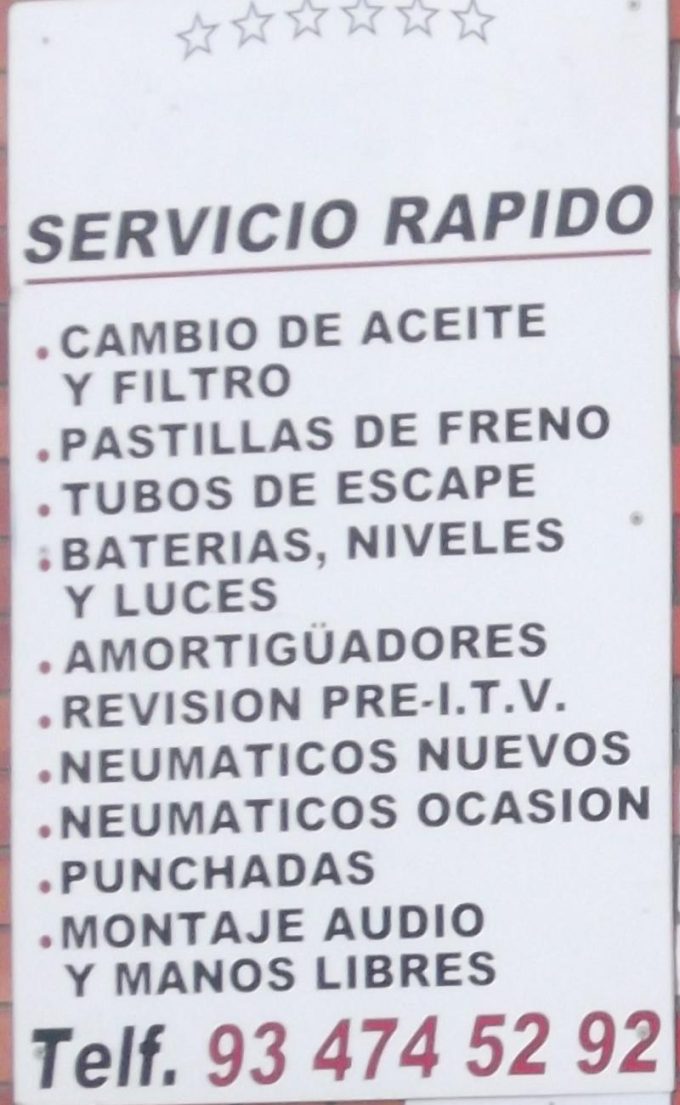 SERVICIO RAPIDO
. CAMBIO DE ACEITE
Y FILTRO
. PASTILLAS DE FRENO
. TUBOS DE ESCAPE
. BATERIAS, NIVELES
Y LUCES
. AMORTIGÜADORES
. REVISION PRE-I.T.V.
. NEUMATICOS NUEVOS
. NEUMATICOS OCASION
. PUNCHADAS
. MONTAJE AUDIO
Y MANOS LIBRES
Telf. 93 474 52 92